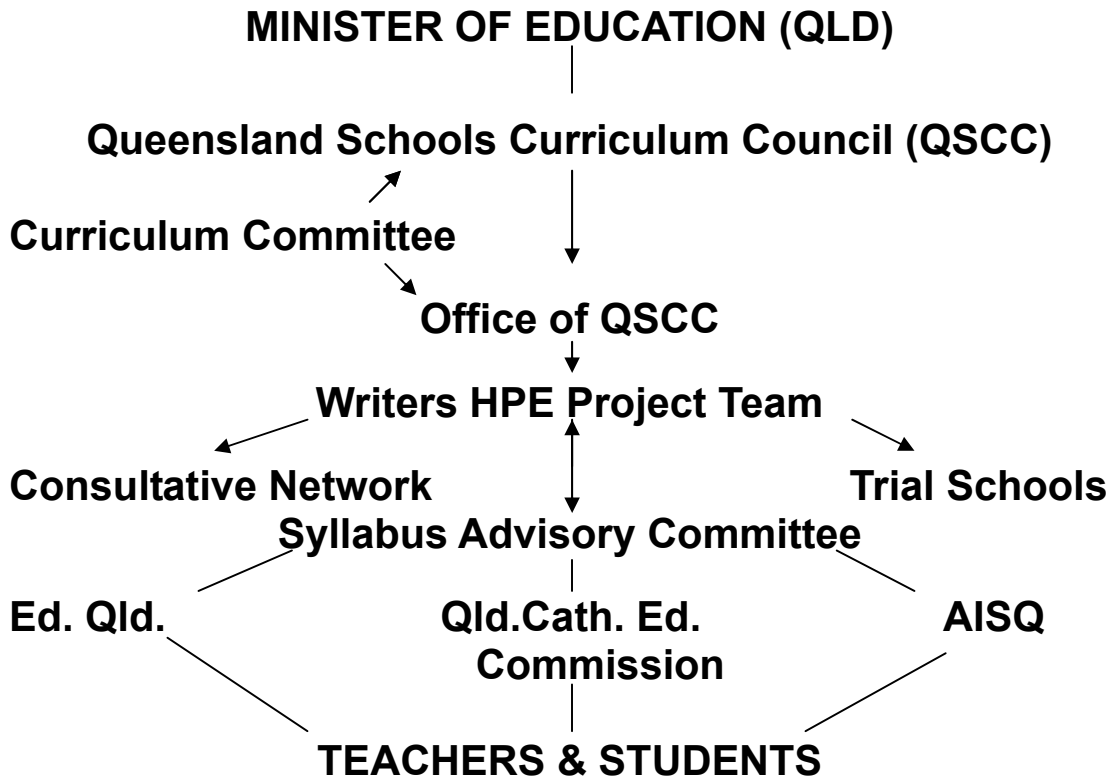 MINISTER OF EDUCATION (QLD)
Queensland Schools Curriculum Council (QSCC)
Curriculum Committee
Office of QSCC
Writers HPE Project Team
Consultative Network
Trial Schools
Syllabus Advisory Committee
Ed. Qld.
Qld.Cath. Ed.
Commission
AISQ
TEACHERS & STUDENTS